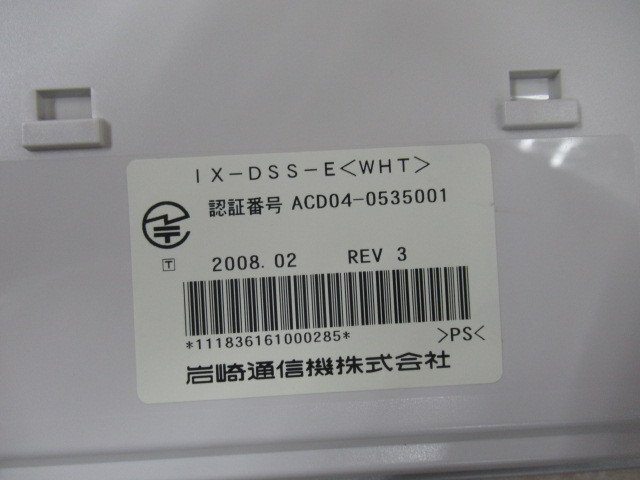 IX-DSS-E<WHT>
認証番号 ACD04-0535001
T 2008.02 REV 3
*111836161000285* >PS<
岩崎通信機株式会社